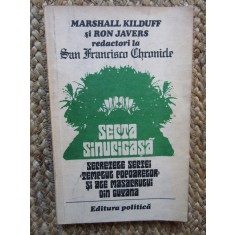 MARSHALL KILDUFF
și RON JAVERS
redactori la
San Francisco Chronicle
SECTA
SINUCIGAȘĂ
SECRETELE SECTEI
„TEMPLUL POPOARELOR”
ȘI ALE MASACRULUI
DIN GUYANA
Editura politică